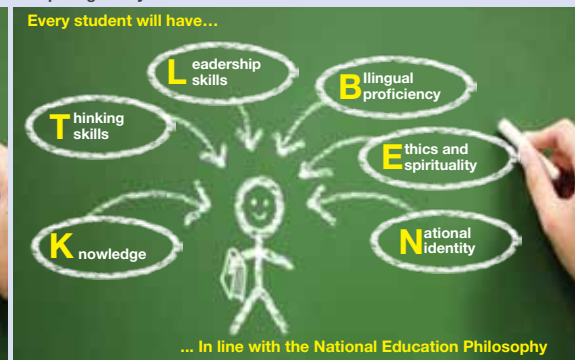 Every student will have…
Leadership
skills
BIlingual
proficiency
Thinking
skills
Ethics and
spirituality
Knowledge
National
identity
... In line with the National Education Philosophy